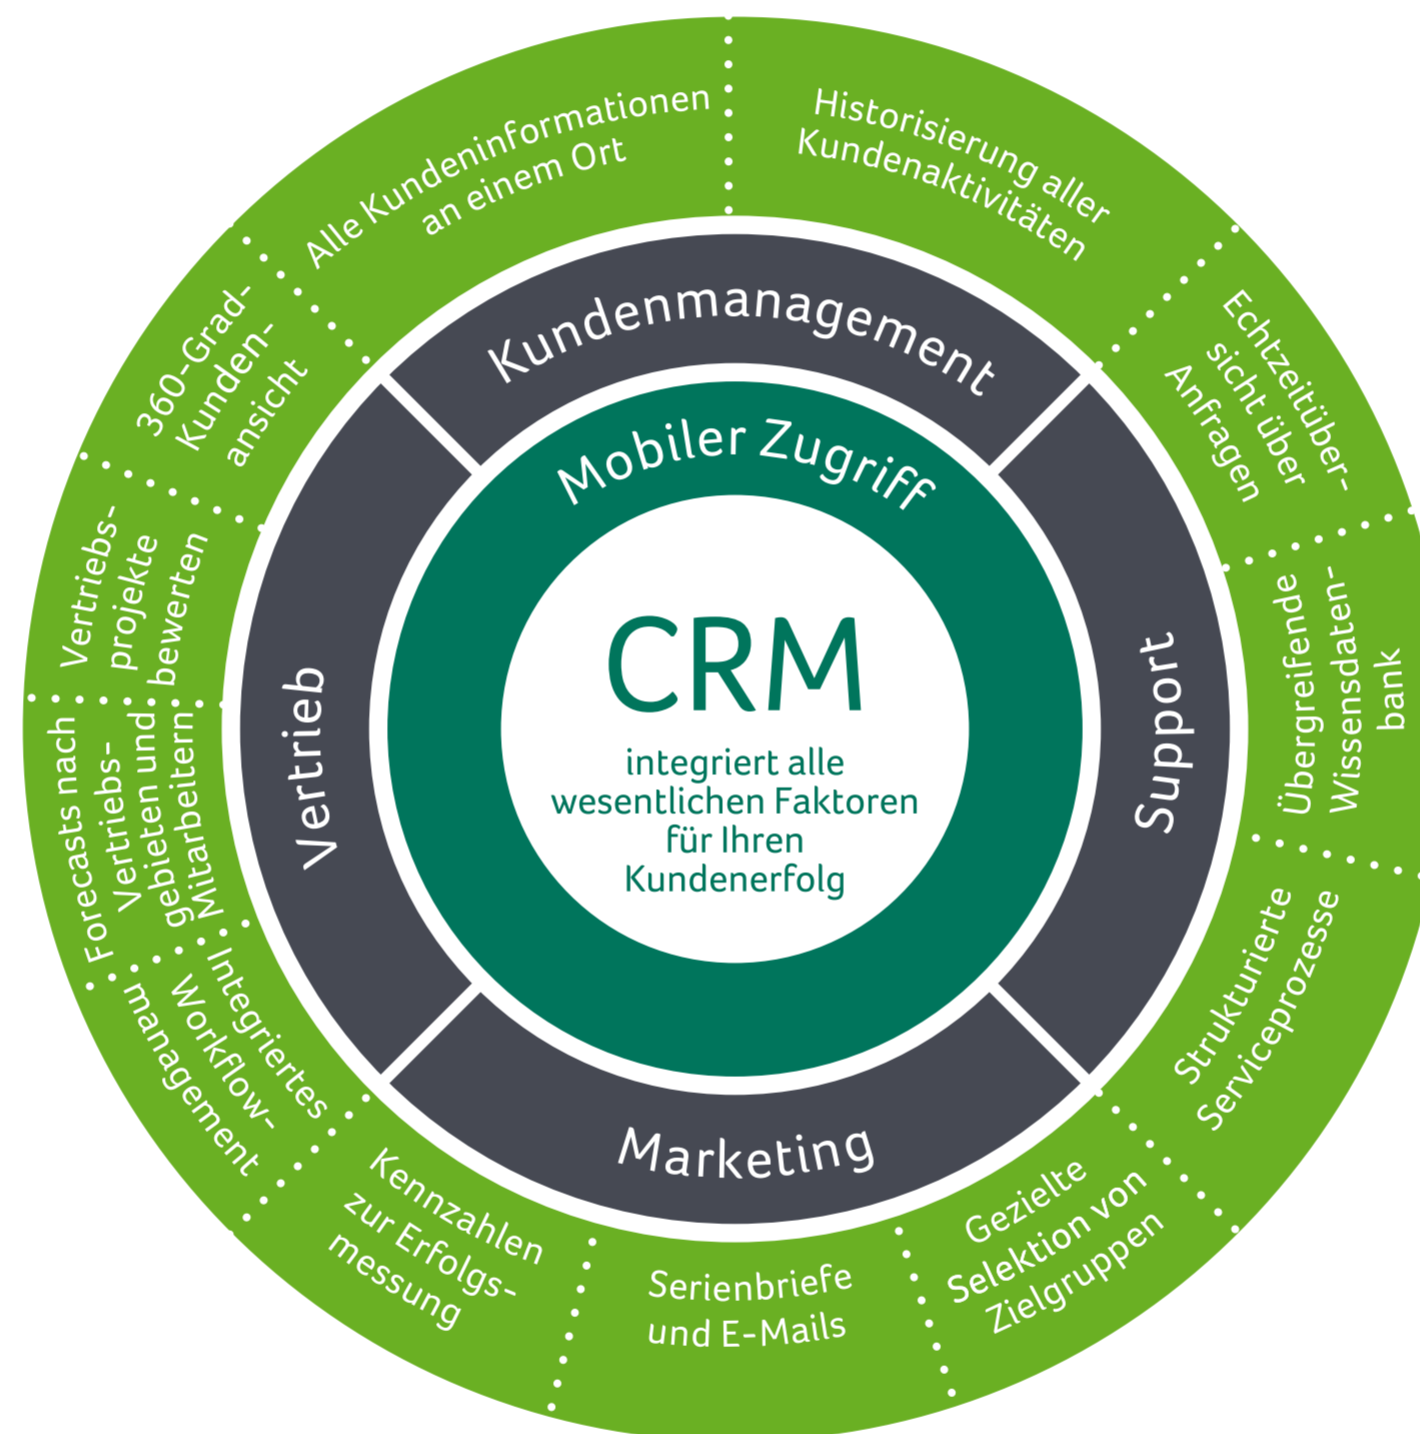 CRM
integriert alle
wesentlichen Faktoren
für Ihren
Kundenerfolg
Mobiler Zugriff
Kundenmanagement
Support
Marketing
Vertrieb
Alle Kundeninformationen
an einem Ort
Historisierung aller
Kundenaktivitäten
Echtzeitüber-
sicht über
Anfragen
Übergreifende
Wissensdaten-
bank
Strukturierte
Serviceprozesse
Gezielte
Selektion von
Zielgruppen
Serienbriefe
und E-Mails
Kennzahlen
zur Erfolgs-
messung
Integriertes
Workflow-
management
Forecasts nach
Vertriebs-
gebieten und
Mitarbeitern
Vertriebs-
projekte
bewerten
360-Grad-
Kunden-
ansicht